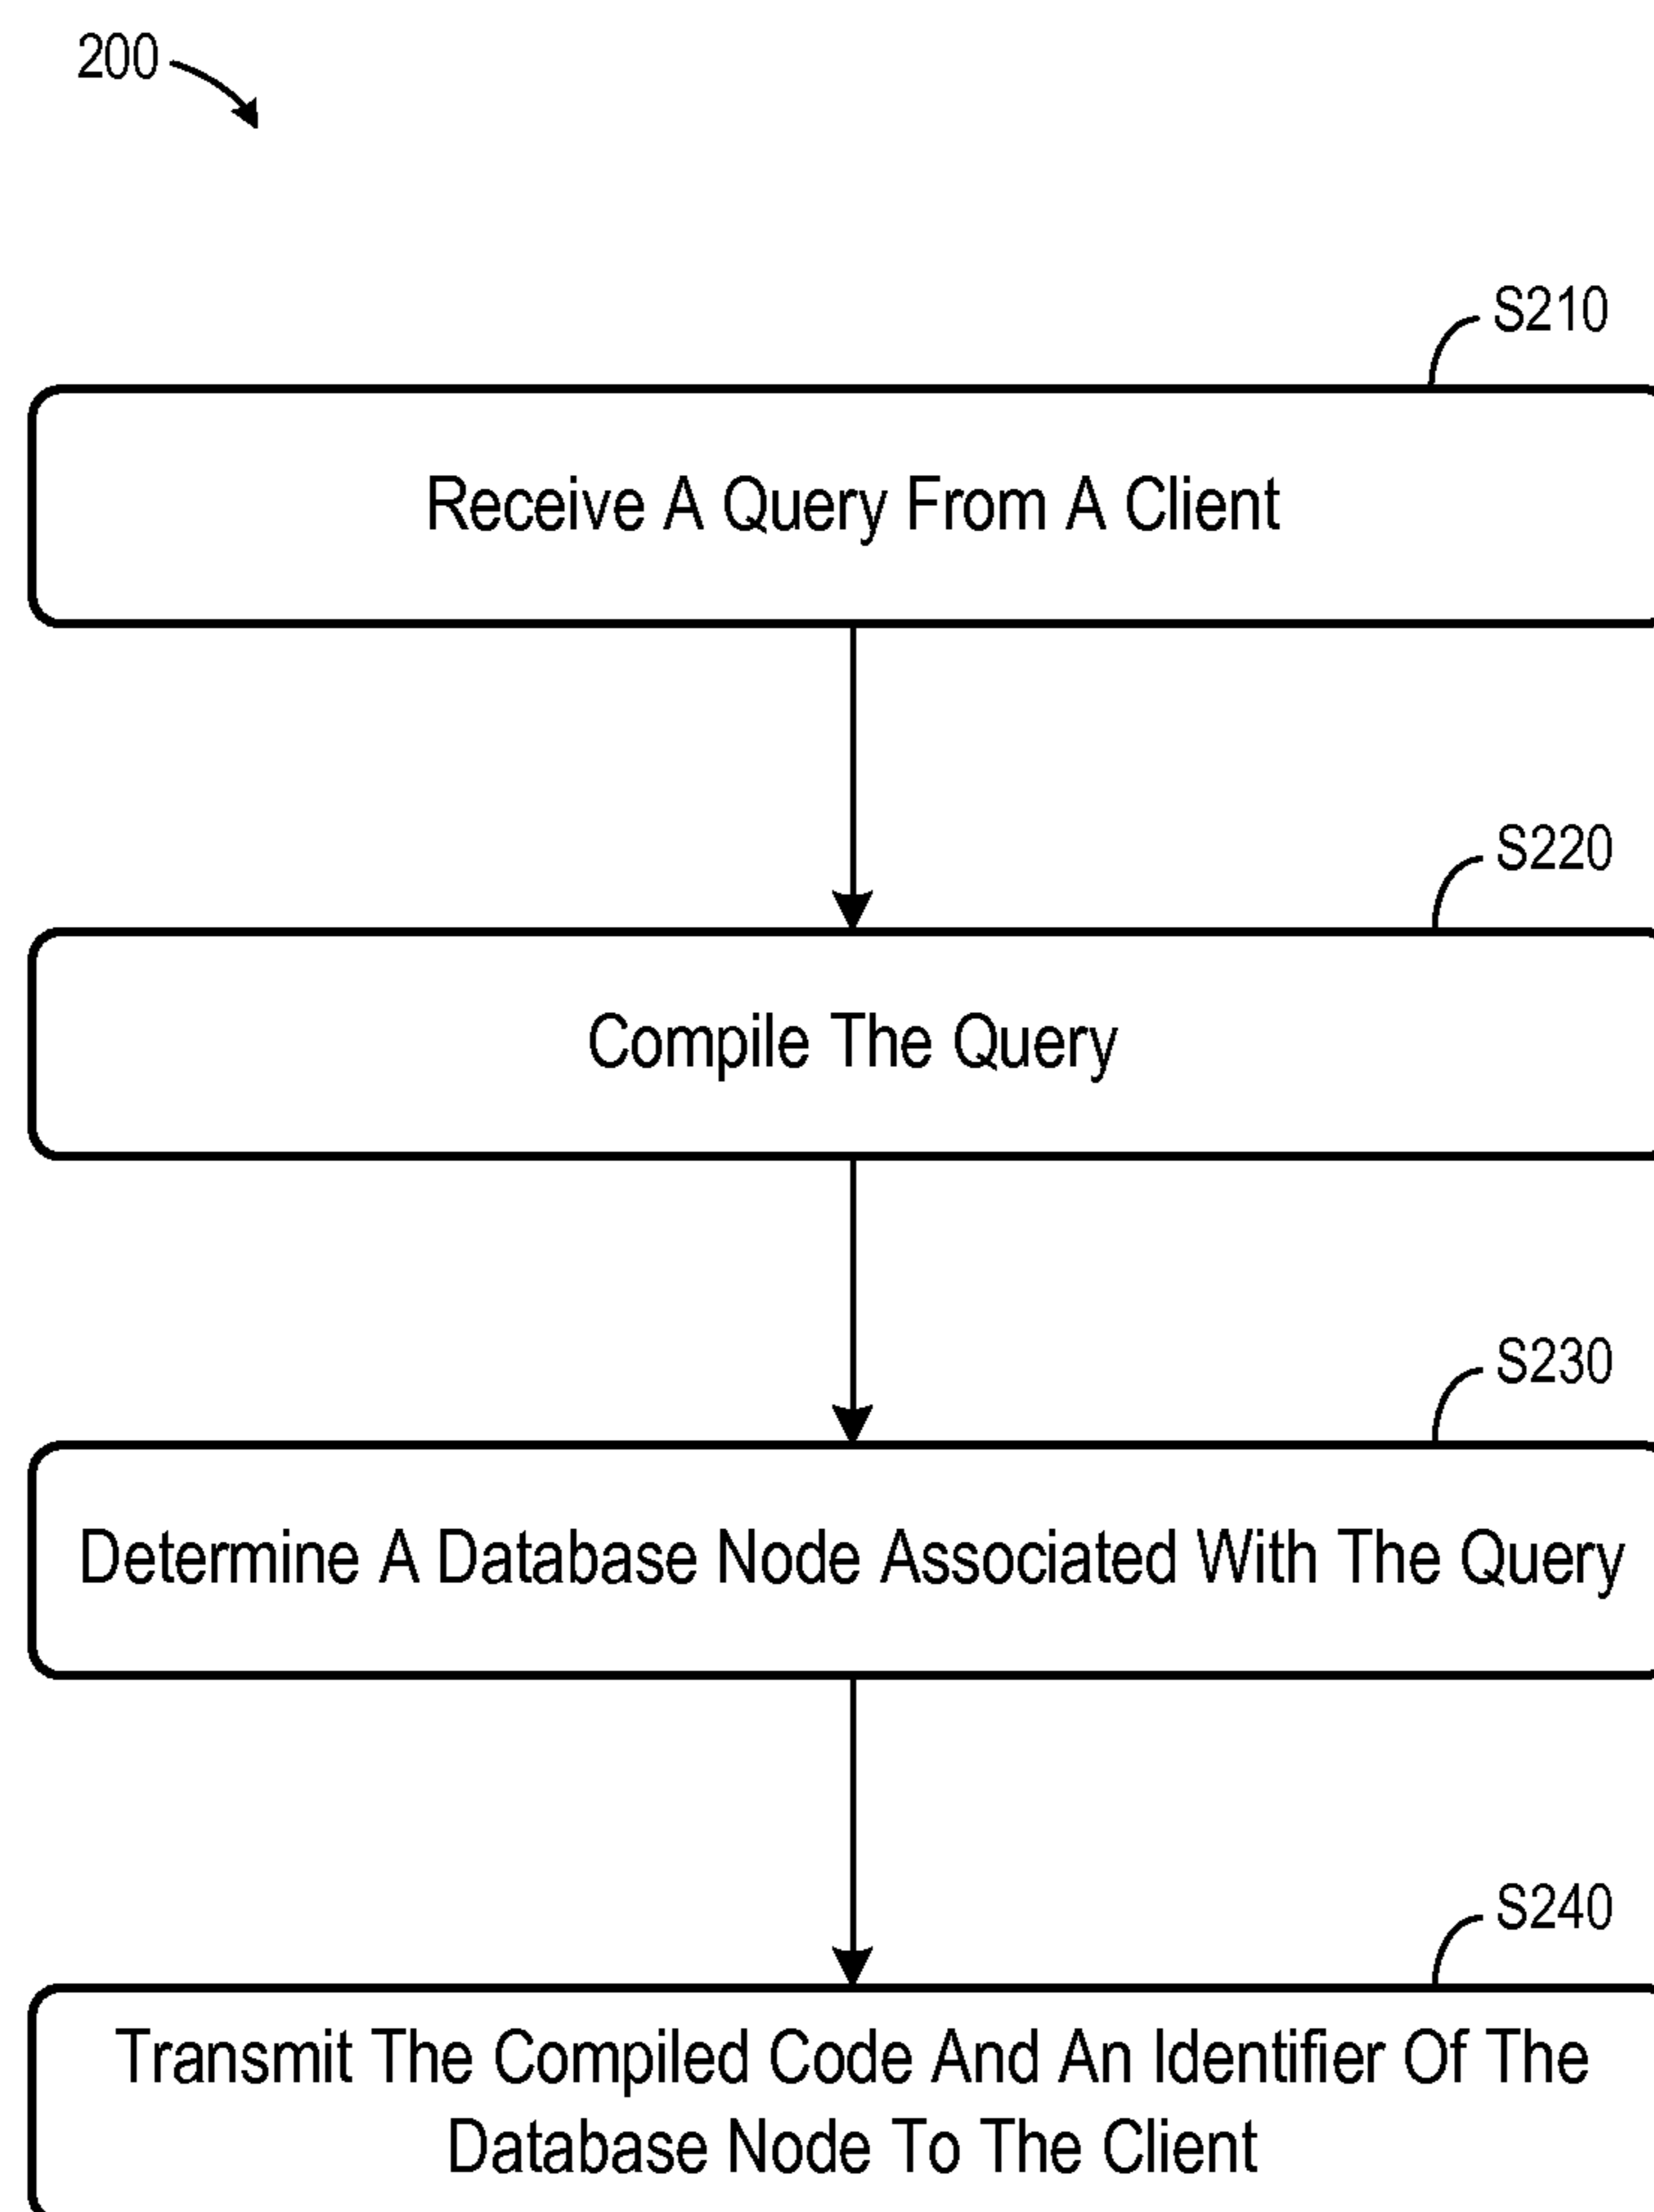 200
S210
Receive A Query From A Client
S220
Compile The Query
S230
Determine A Database Node Associated With The Query
S240
Transmit The Compiled Code And An Identifier Of The
Database Node To The Client